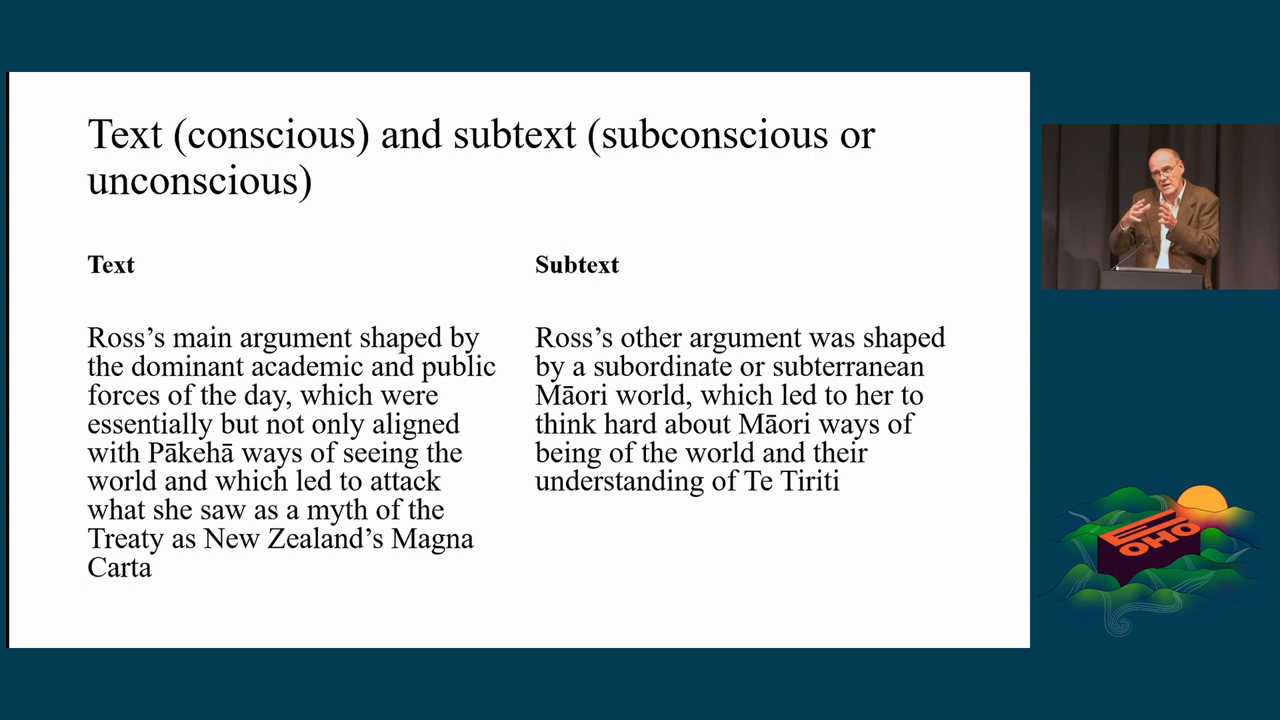 Text (conscious) and subtext (subconscious or
unconscious)
Text
Ross’s main argument shaped by
the dominant academic and public
forces of the day, which were
essentially but not only aligned
with Pākehā ways of seeing the
world and which led to attack
what she saw as a myth of the
Treaty as New Zealand’s Magna
Carta
Subtext
Ross’s other argument was shaped
by a subordinate or subterranean
Māori world, which led to her to
think hard about Māori ways of
being of the world and their
understanding of Te Tiriti
E
OHO